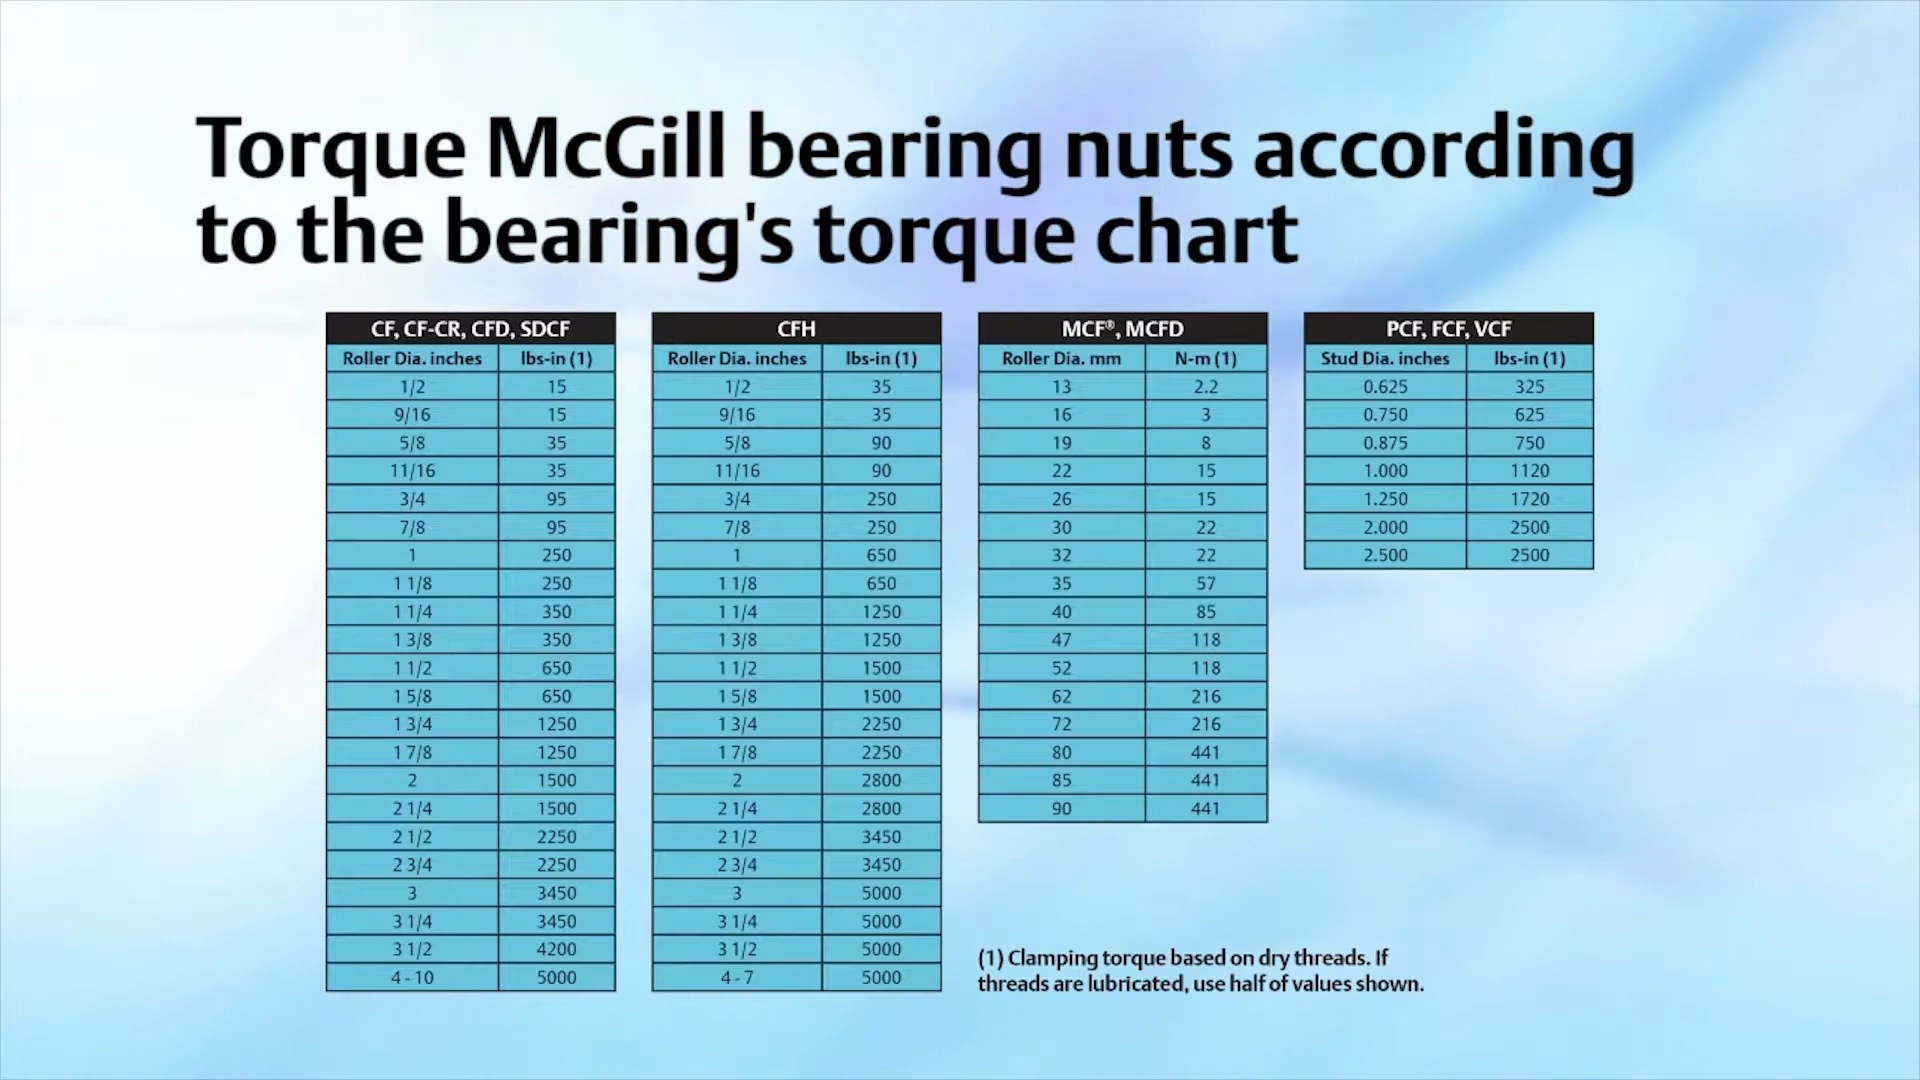 Torque McGill bearing nuts according
to the bearing's torque chart
CF, CF-CR, CFD, SDCF
Roller Dia. inches lbs-in (1)
1/2 15
9/16 15
5/8 35
11/16 35
3/4 95
7/8 95
1 250
1 1/8 250
1 1/4 350
1 3/8 350
1 1/2 650
1 5/8 650
1 3/4 1250
1 7/8 1250
2 1500
2 1/4 1500
2 1/2 2250
2 3/4 2250
3 3450
3 1/4 3450
3 1/2 4200
4 - 10 5000
CFH
Roller Dia. inches lbs-in (1)
1/2 35
9/16 35
5/8 90
11/16 90
3/4 250
7/8 250
1 650
1 1/8 650
1 1/4 1250
1 3/8 1250
1 1/2 1500
1 5/8 1500
1 3/4 2250
1 7/8 2250
2 2800
2 1/4 2800
2 1/2 3450
2 3/4 3450
3 5000
3 1/4 5000
3 1/2 5000
4 - 7 5000
MCF®, MCFD
Roller Dia. mm N-m (1)
13 2.2
16 3
19 8
22 15
26 15
30 22
32 22
35 57
40 85
47 118
52 118
62 216
72 216
80 441
85 441
90 441
PCF, FCF, VCF
Stud Dia. inches lbs-in (1)
0.625 325
0.750 625
0.875 750
1.000 1120
1.250 1720
2.000 2500
2.500 2500
(1) Clamping torque based on dry threads. If
threads are lubricated, use half of values shown.